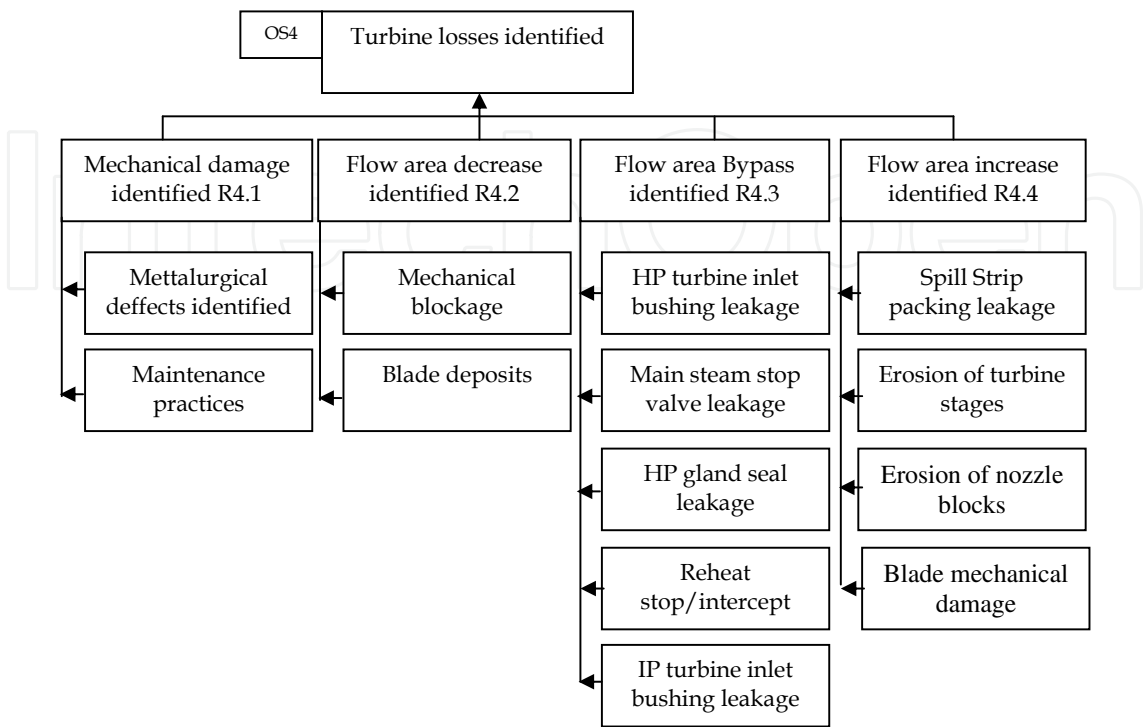 OS4
Turbine losses identified
Mechanical damage
identified R4.1
Flow area decrease
identified R4.2
Flow area Bypass
identified R4.3
Flow area increase
identified R4.4
Mettalurgical
deffects identified
Maintenance
practices
Mechanical
blockage
Blade deposits
HP turbine inlet
bushing leakage
Main steam stop
valve leakage
HP gland seal
leakage
Reheat
stop/intercept
IP turbine inlet
bushing leakage
Spill Strip
packing leakage
Erosion of turbine
stages
Erosion of nozzle
blocks
Blade mechanical
damage
IntechOpen